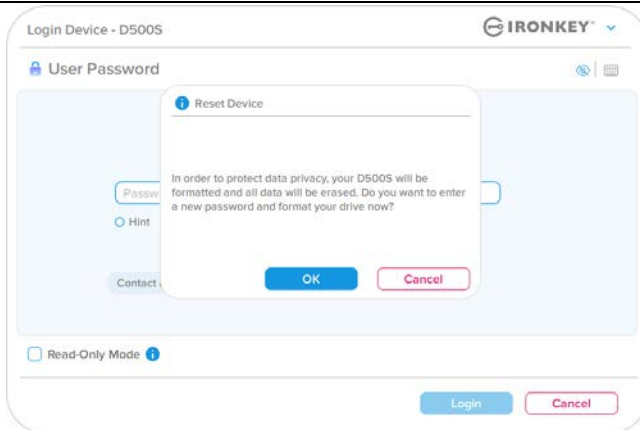 Login Device - D500S
IRONKEY
User Password
Reset Device
In order to protect data privacy, your D500S will be
formatted and all data will be erased. Do you want to enter
a new password and format your drive now?
Hint
OK
Cancel
Contact
Read-Only Mode
Login
Cancel